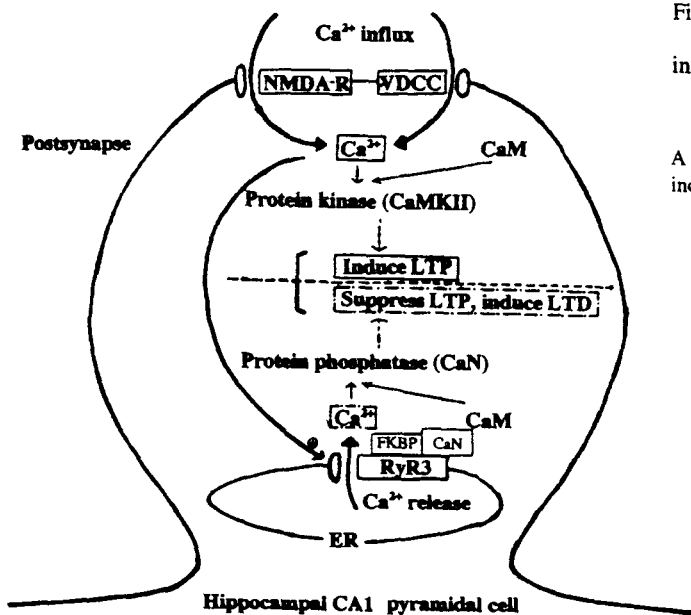 Fi
Ca²⁺ influx
in
NMDA-R VDCC
Postsynapse
Ca²⁺ CaM
A
inc
Protein kinase (CaMKII)
Induce LTP
Suppress LTP, induce LTD
Protein phosphatase (CaN)
Ca²⁺ CaM
FKBP CaN
⊕
RyR3
Ca²⁺ release
ER
Hippocampal CA1 pyramidal cell